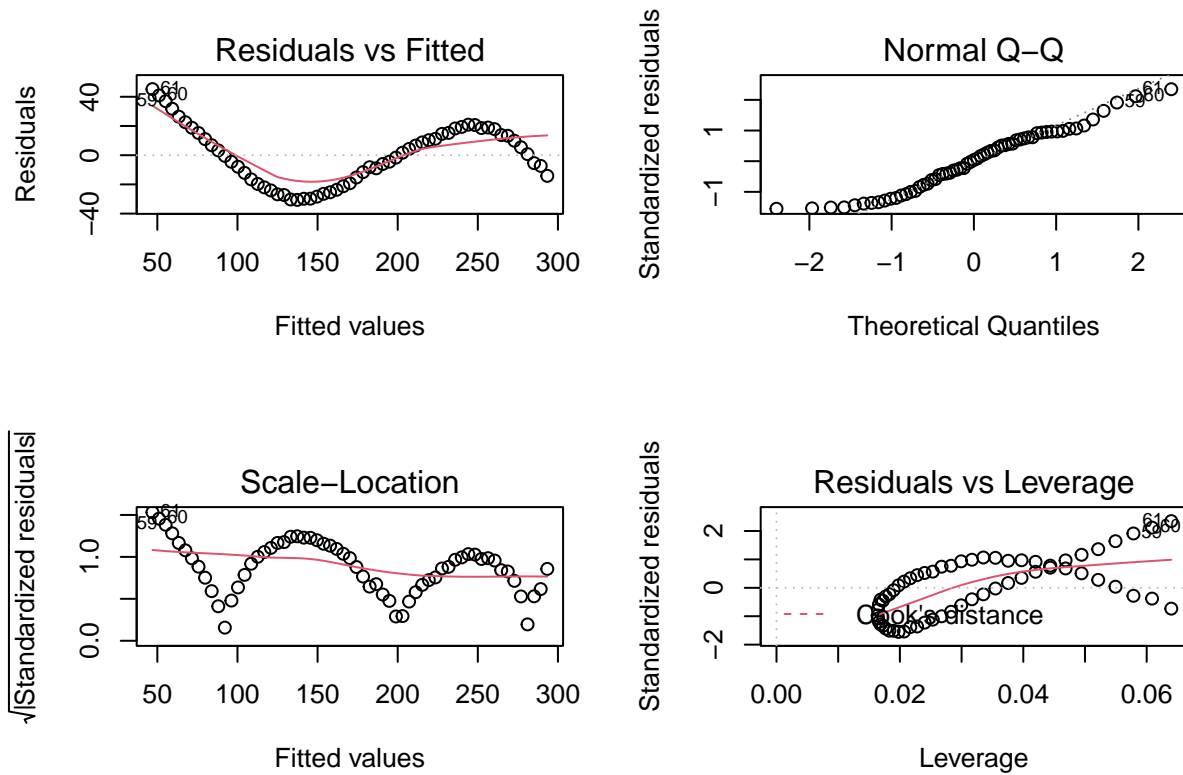 Residuals vs Fitted
Residuals
40
0
−40
61
59
60
50 100 150 200 250 300
Fitted values
Normal Q−Q
Standardized residuals
1
−1
61
59
60
−2 −1 0 1 2
Theoretical Quantiles
Scale−Location
√|Standardized residuals|
1.0
0.0
61
59
60
50 100 150 200 250 300
Fitted values
Residuals vs Leverage
Standardized residuals
2
0
−2
61
60
59
Cook's distance
0.00 0.02 0.04 0.06
Leverage